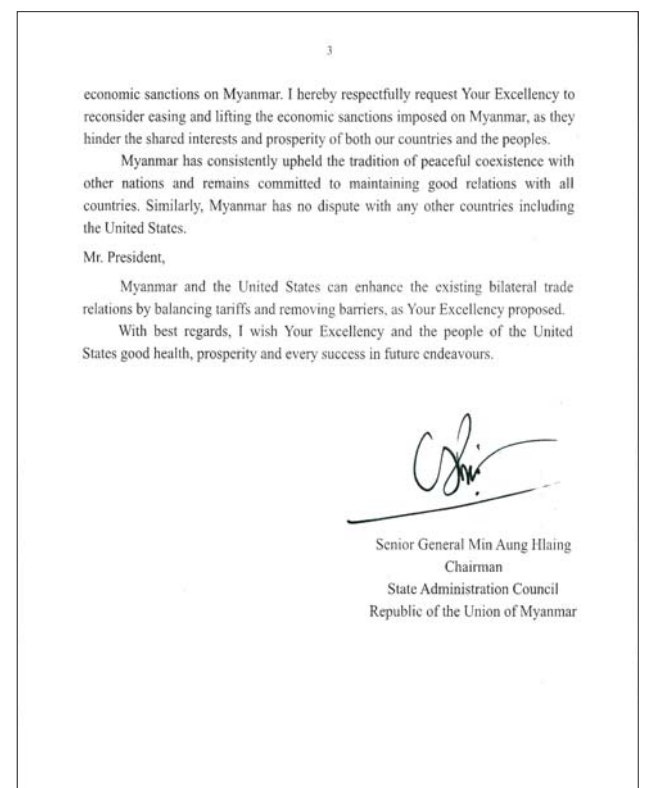 3
economic sanctions on Myanmar. I hereby respectfully request Your Excellency to
reconsider easing and lifting the economic sanctions imposed on Myanmar, as they
hinder the shared interests and prosperity of both our countries and the peoples.
Myanmar has consistently upheld the tradition of peaceful coexistence with
other nations and remains committed to maintaining good relations with all
countries. Similarly, Myanmar has no dispute with any other countries including
the United States.
Mr. President,
Myanmar and the United States can enhance the existing bilateral trade
relations by balancing tariffs and removing barriers, as Your Excellency proposed.
With best regards, I wish Your Excellency and the people of the United
States good health, prosperity and every success in future endeavours.
Senior General Min Aung Hlaing
Chairman
State Administration Council
Republic of the Union of Myanmar